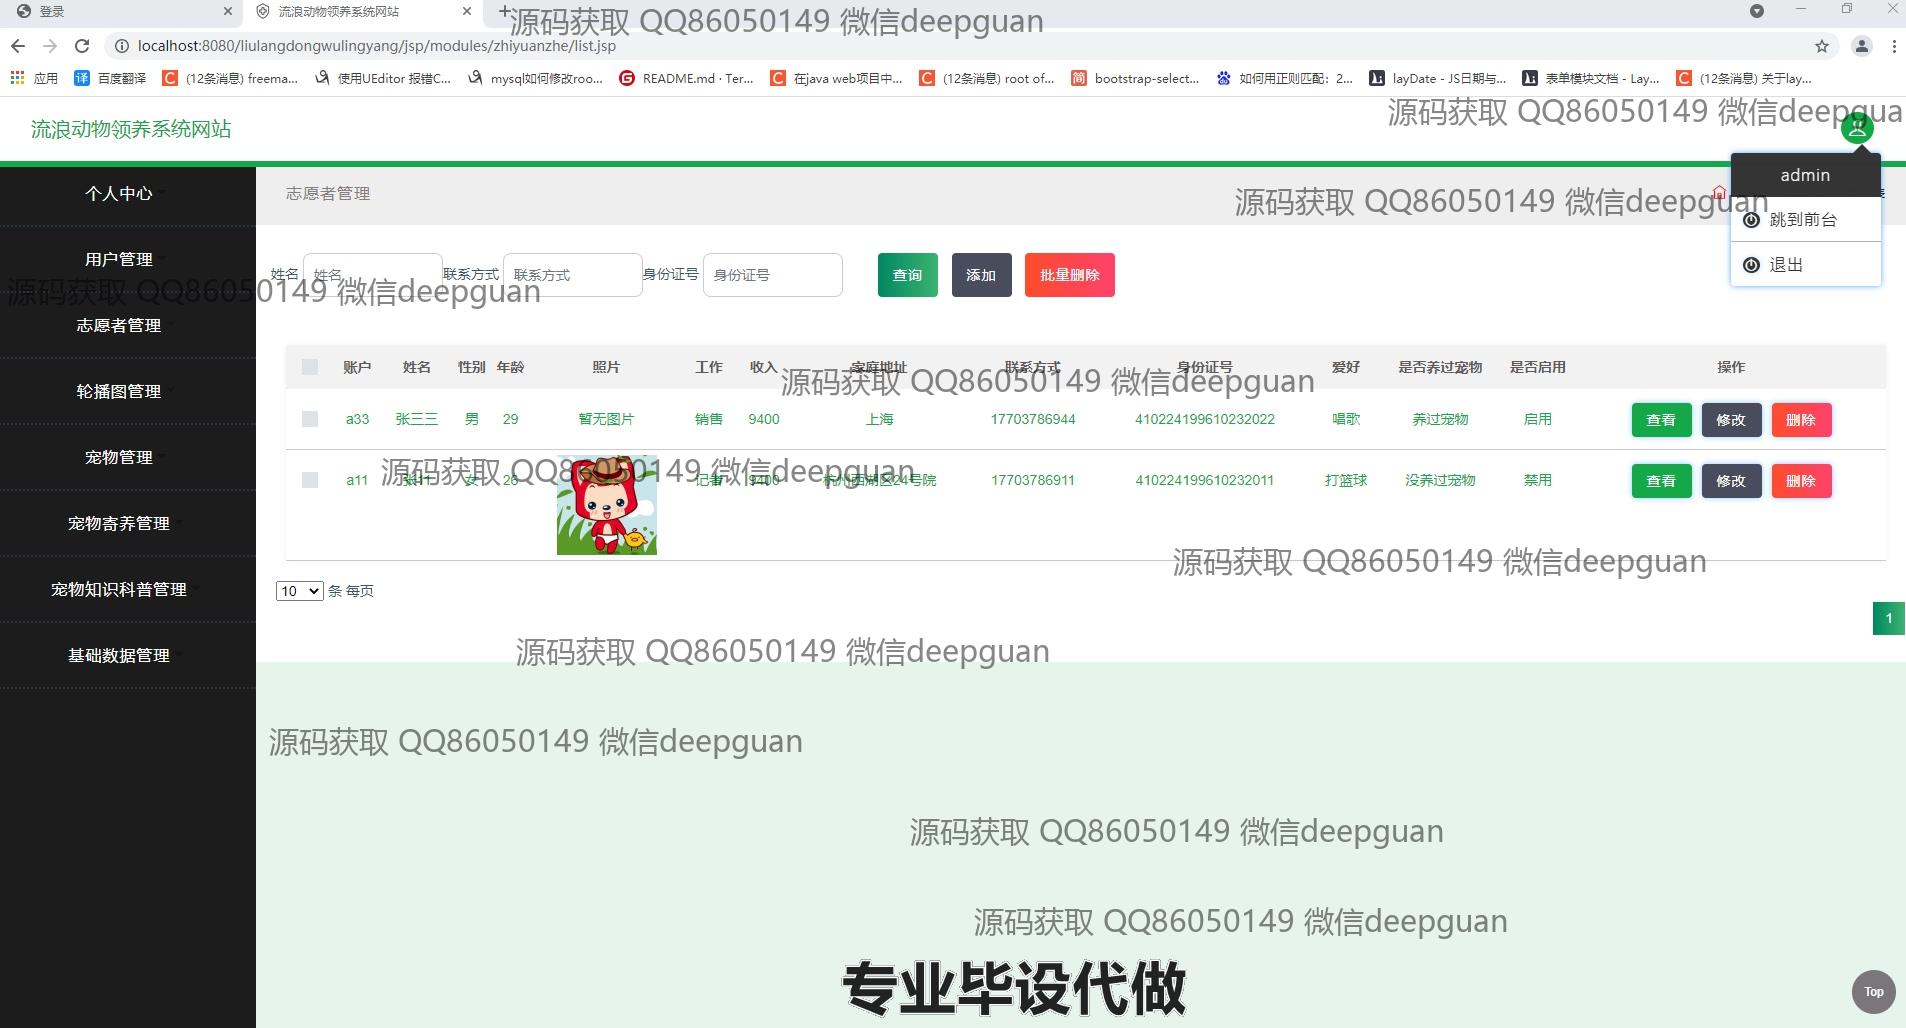 登录
流浪动物领养系统网站
源码获取 QQ86050149 微信deepguan
localhost:8080/liulangdongwulingyang/jsp/modules/zhiyuanzhe/list.jsp
应用 百度翻译 (12条消息) freema... 使用UEditor 报错C... mysql如何修改roo... README.md · Ter... 在java web项目中... (12条消息) root of... bootstrap-select... 如何用正则匹配：2... layDate - JS日期与... 表单模块文档 - Lay... (12条消息) 关于lay...
源码获取 QQ86050149 微信deepgua
流浪动物领养系统网站
admin
跳到前台
退出
个人中心
用户管理
志愿者管理
轮播图管理
宠物管理
宠物寄养管理
宠物知识科普管理
基础数据管理
志愿者管理
源码获取 QQ86050149 微信deepguan
姓名 姓名 联系方式 联系方式 身份证号 身份证号 查询 添加 批量删除
源码获取 QQ86050149 微信deepguan
账户 姓名 性别 年龄 照片 工作 收入 家庭地址 联系方式 身份证号 爱好 是否养过宠物 是否启用 操作
源码获取 QQ86050149 微信deepguan
a33 张三三 男 29 暂无图片 销售 9400 上海 17703786944 410224199610232022 唱歌 养过宠物 启用 查看 修改 删除
a11 女 26 记者 9400 杭州西湖区24号院 17703786911 410224199610232011 打篮球 没养过宠物 禁用 查看 修改 删除
源码获取 QQ86050149 微信deepguan
源码获取 QQ86050149 微信deepguan
10 条 每页
1
源码获取 QQ86050149 微信deepguan
源码获取 QQ86050149 微信deepguan
源码获取 QQ86050149 微信deepguan
源码获取 QQ86050149 微信deepguan
专业毕设代做
Top